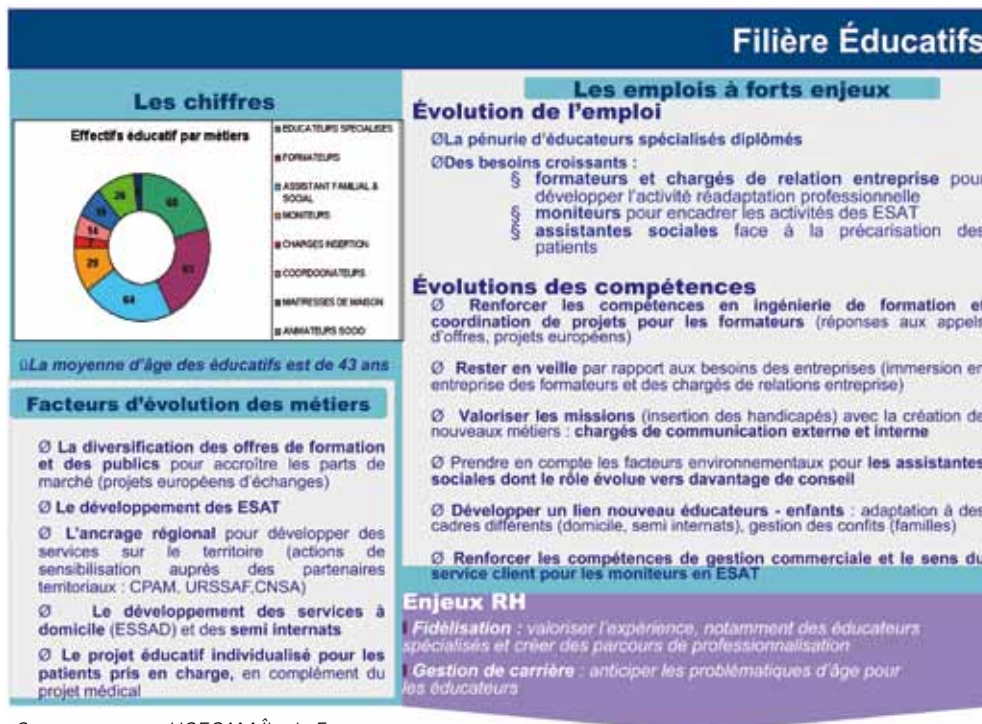 Filière Éducatifs
Les chiffres
Effectifs éducatif par métiers
EDUCATEURS SPECIALISES
FORMATEURS
ASSISTANT FAMILIAL &
SOCIAL
MONITEURS
CHARGES INSERTION
COORDOONATEURS
MAITRESSES DE MAISON
ANIMATEURS SOCIO
29
14
26
La moyenne d'âge des éducatifs est de 43 ans
Facteurs d'évolution des métiers
Ø La diversification des offres de formation
et des publics pour accroître les parts de
marché (projets européens d'échanges)
Ø Le développement des ESAT
Ø L'ancrage régional pour développer des
services sur le territoire (actions de
sensibilisation auprès des partenaires
territoriaux : CPAM, URSSAF,CNSA)
Ø Le développement des services à
domicile (ESSAD) et des semi internats
Ø Le projet éducatif individualisé pour les
patients pris en charge, en complément du
projet médical
Les emplois à forts enjeux
Évolution de l'emploi
ØLa pénurie d'éducateurs spécialisés diplômés
ØDes besoins croissants :
§ formateurs et chargés de relation entreprise pour
développer l'activité réadaptation professionnelle
§ moniteurs pour encadrer les activités des ESAT
§ assistantes sociales face à la précarisation des
patients
Évolutions des compétences
Ø Renforcer les compétences en ingénierie de formation et
coordination de projets pour les formateurs (réponses aux appels
d'offres, projets européens)
Ø Rester en veille par rapport aux besoins des entreprises (immersion en
entreprise des formateurs et des chargés de relations entreprise)
Ø Valoriser les missions (insertion des handicapés) avec la création de
nouveaux métiers : chargés de communication externe et interne
Ø Prendre en compte les facteurs environnementaux pour les assistantes
sociales dont le rôle évolue vers davantage de conseil
Ø Développer un lien nouveau éducateurs - enfants : adaptation à des
cadres différents (domicile, semi internats), gestion des confits (familles)
Ø Renforcer les compétences de gestion commerciale et le sens du
service client pour les moniteurs en ESAT
Enjeux RH
Fidélisation : valoriser l'expérience, notamment des éducateurs
spécialisés et créer des parcours de professionnalisation
Gestion de carrière : anticiper les problématiques d'âge pour
les éducateurs